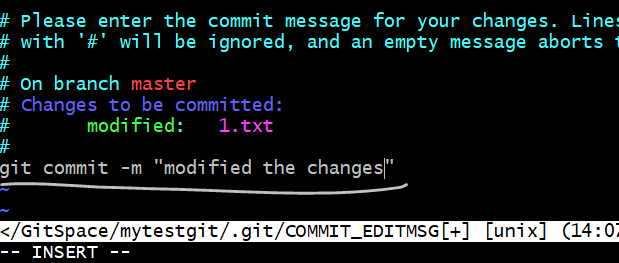 # Please enter the commit message for your changes. Lines
# with '#' will be ignored, and an empty message aborts t
#
# On branch master
# Changes to be committed:
#       modified:   1.txt
#
git commit -m "modified the changes"
~
~
</GitSpace/mytestgit/.git/COMMIT_EDITMSG[+] [unix] (14:07
-- INSERT --